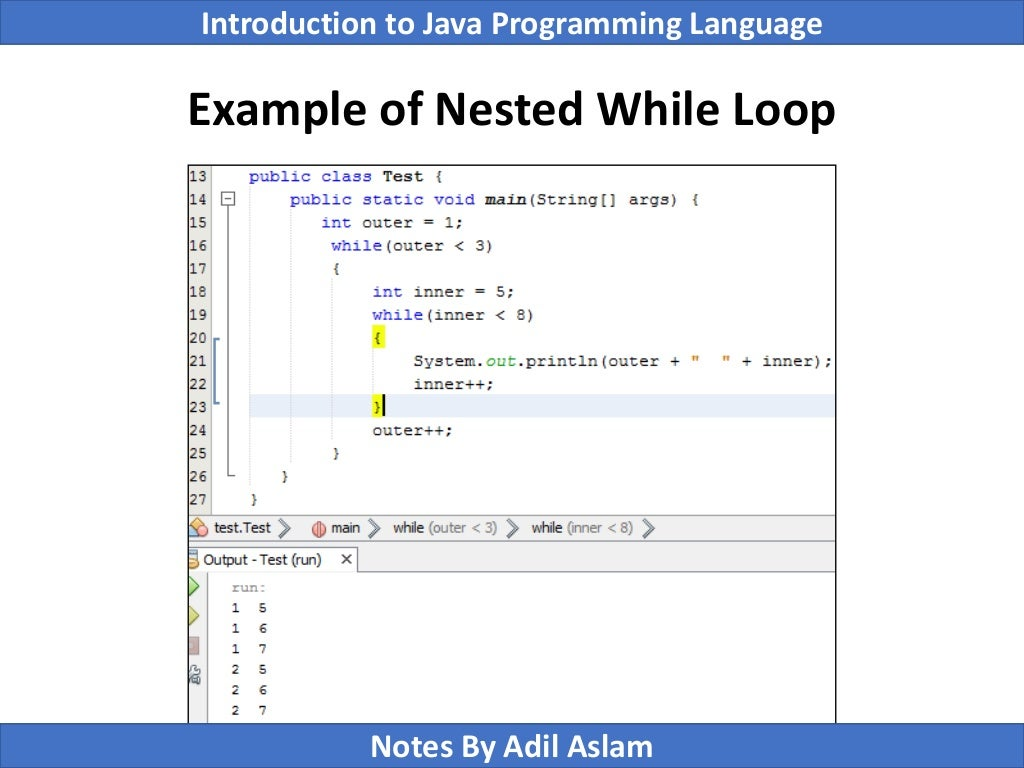 Introduction to Java Programming Language
Example of Nested While Loop
13 public class Test {
14 public static void main(String[] args) {
15 int outer = 1;
16 while(outer < 3)
17 {
18 int inner = 5;
19 while(inner < 8)
20 {
21 System.out.println(outer + "  " + inner);
22 inner++;
23 }
24 outer++;
25 }
26 }
27 }
test.Test main while (outer < 3) while (inner < 8)
Output - Test (run)
run:
1  5
1  6
1  7
2  5
2  6
2  7
Notes By Adil Aslam